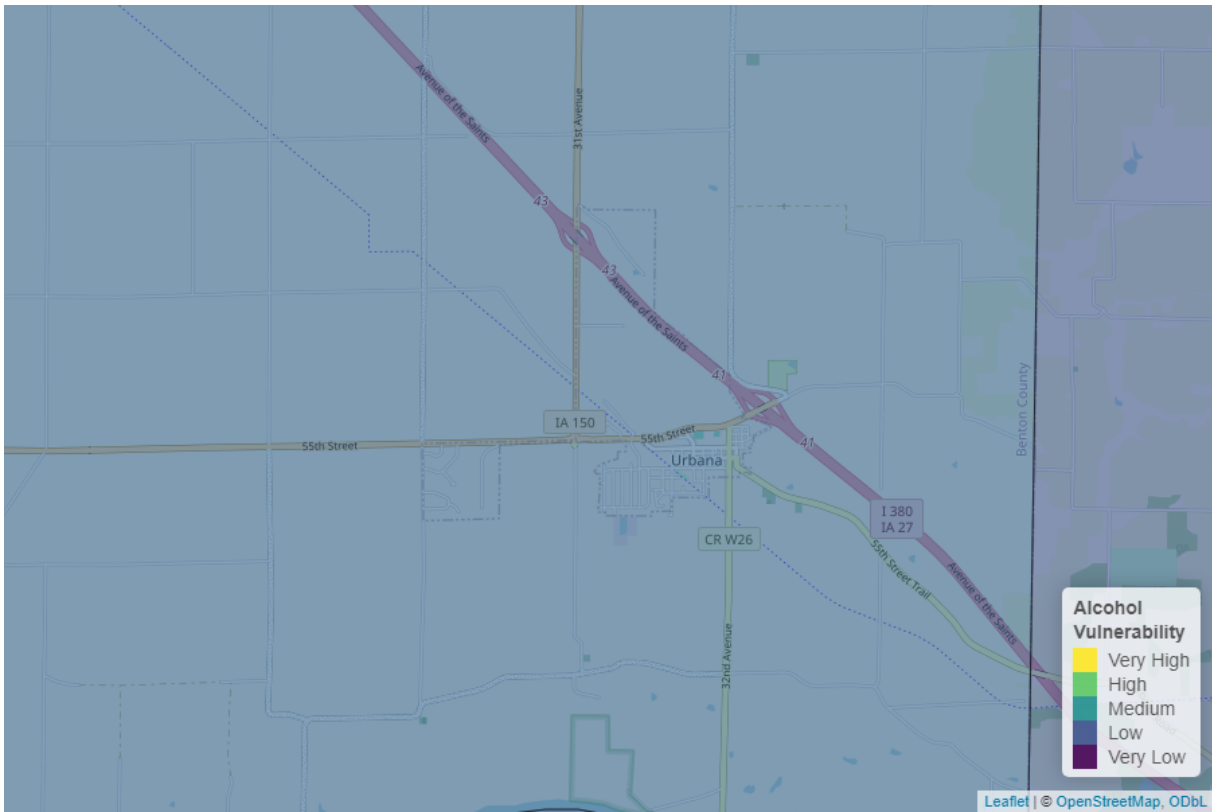 Avenue of the Saints
31st Avenue
43
43
Avenue of the Saints
41
IA 150
55th Street
55th Street
Urbana
41
Benton County
I 380
IA 27
CR W26
55th Street Trail
Avenue of the Saints
32nd Avenue
Alcohol
Vulnerability
Very High
High
Medium
Low
Very Low
Leaflet | © OpenStreetMap, ODbL